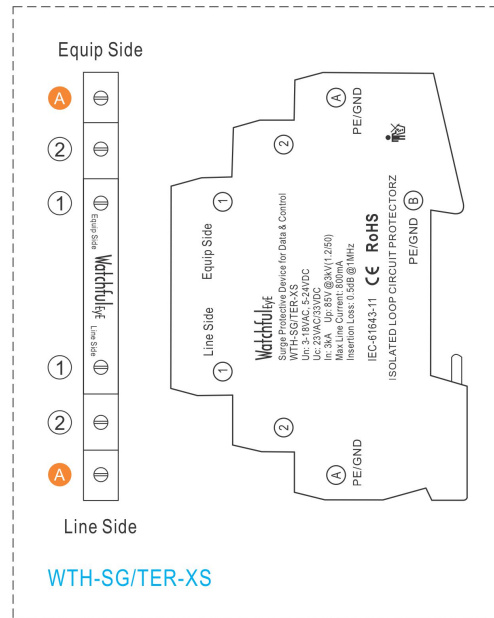 Equip Side
A
2
1
Equip Side
WatchfulEyE
Line Side
1
2
A
Line Side
WTH-SG/TER-XS
A
PE/GND
2
1
Equip Side
Line Side
1
2
A
PE/GND
WatchfulEyE
Surge Protective Device for Data & Control
WTH-SG/TER-XS
Un: 3-18VAC, 5-24VDC
Uc: 23VAC/33VDC
In: 3kA Up: 85V @3kV(1.2/50)
Max Line Current: 800mA
Insertion Loss: 0.5dB @1MHz
IEC-61643-11 CE RoHS
ISOLATED LOOP CIRCUIT PROTECTORZ
PE/GND B